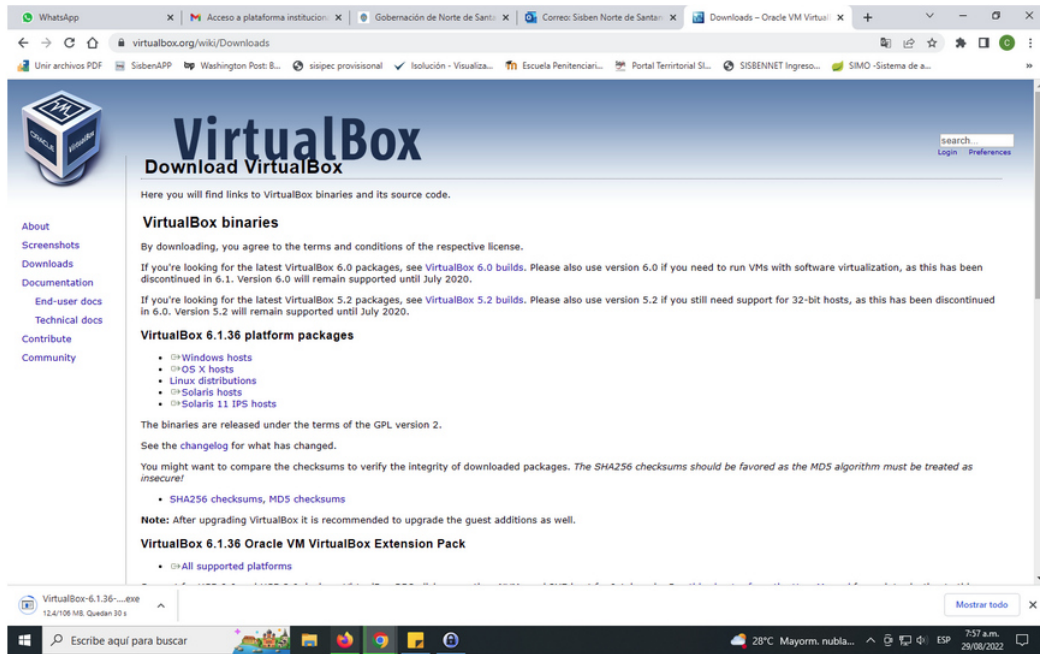 WhatsApp
Acceso a plataforma institucion
Gobernación de Norte de Santa
Correo: Sisben Norte de Santan
Downloads – Oracle VM Virtual
virtualbox.org/wiki/Downloads
C
Unir archivos PDF
SisbenAPP
Washington Post: B...
sisipec provisisonal
Isolución - Visualiza...
Escuela Penitenciari...
Portal Terrirtorial SI...
SISBENNET Ingreso...
SIMO -Sistema de a...
VirtualBox
search...
Login Preferences
Download VirtualBox
Here you will find links to VirtualBox binaries and its source code.
About
Screenshots
Downloads
Documentation
End-user docs
Technical docs
Contribute
Community
VirtualBox binaries
By downloading, you agree to the terms and conditions of the respective license.
If you're looking for the latest VirtualBox 6.0 packages, see VirtualBox 6.0 builds. Please also use version 6.0 if you need to run VMs with software virtualization, as this has been
discontinued in 6.1. Version 6.0 will remain supported until July 2020.
If you're looking for the latest VirtualBox 5.2 packages, see VirtualBox 5.2 builds. Please also use version 5.2 if you still need support for 32-bit hosts, as this has been discontinued
in 6.0. Version 5.2 will remain supported until July 2020.
VirtualBox 6.1.36 platform packages
Windows hosts
OS X hosts
Linux distributions
Solaris hosts
Solaris 11 IPS hosts
The binaries are released under the terms of the GPL version 2.
See the changelog for what has changed.
You might want to compare the checksums to verify the integrity of downloaded packages. The SHA256 checksums should be favored as the MD5 algorithm must be treated as
insecure!
SHA256 checksums, MD5 checksums
Note: After upgrading VirtualBox it is recommended to upgrade the guest additions as well.
VirtualBox 6.1.36 Oracle VM VirtualBox Extension Pack
All supported platforms
VirtualBox-6.1.36-....exe
12,4/106 MB, Quedan 30 s
Mostrar todo
Escribe aquí para buscar
28°C Mayorm. nubla...
ESP
7:57 a.m.
29/08/2022